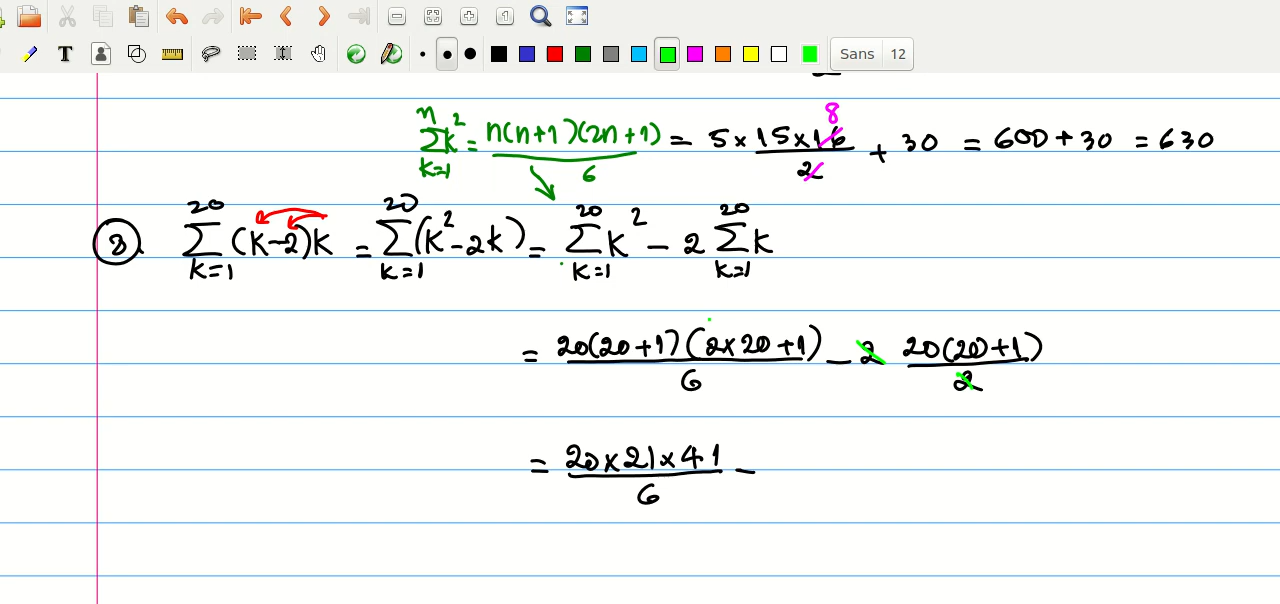 T Sans 12
n∑k=1 k² = n(n+1)(2n+1)/6 = 5×15×16/2 8 + 30 = 600 + 30 = 630
8. 20∑k=1 (k-2)k = 20∑k=1 (k²-2k) = 20∑k=1 k² - 2 20∑k=1 k
= 20(20+1)(2×20+1)/6 - 2 20(20+1)/2
= 20×21×41/6 -